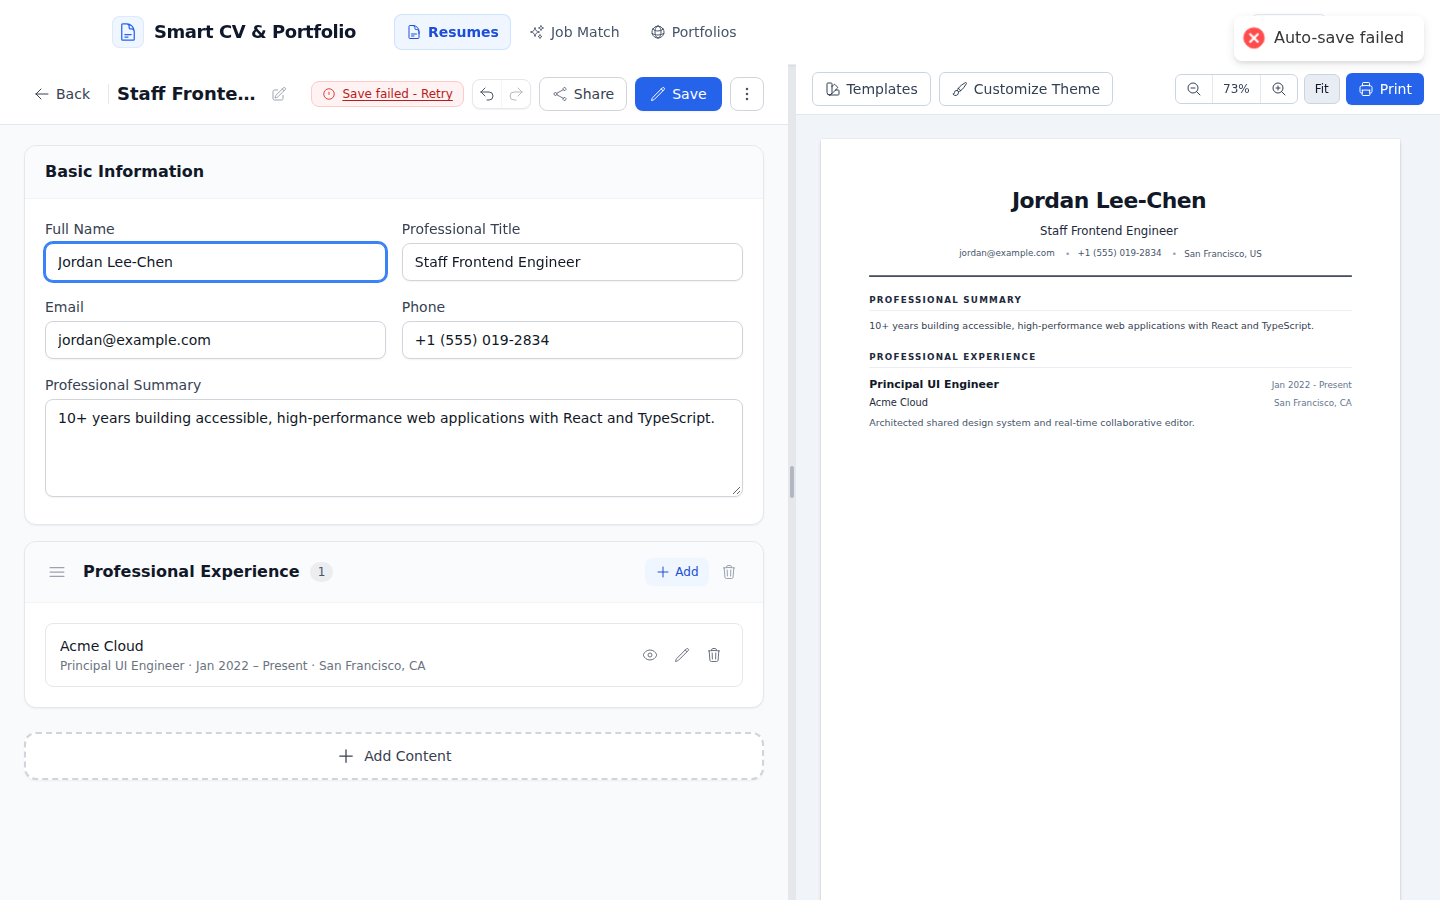 Smart CV & Portfolio
Resumes
Job Match
Portfolios
Auto-save failed
Back
Staff Fronte...
Save failed - Retry
Share
Save
Templates
Customize Theme
73%
Fit
Print
Basic Information
Full Name
Professional Title
Jordan Lee-Chen
Staff Frontend Engineer
Email
Phone
jordan@example.com
+1 (555) 019-2834
Professional Summary
10+ years building accessible, high-performance web applications with React and TypeScript.
Professional Experience
1
Add
Acme Cloud
Principal UI Engineer · Jan 2022 – Present · San Francisco, CA
Add Content
Jordan Lee-Chen
Staff Frontend Engineer
jordan@example.com • +1 (555) 019-2834 • San Francisco, US
PROFESSIONAL SUMMARY
10+ years building accessible, high-performance web applications with React and TypeScript.
PROFESSIONAL EXPERIENCE
Principal UI Engineer
Jan 2022 - Present
Acme Cloud
San Francisco, CA
Architected shared design system and real-time collaborative editor.